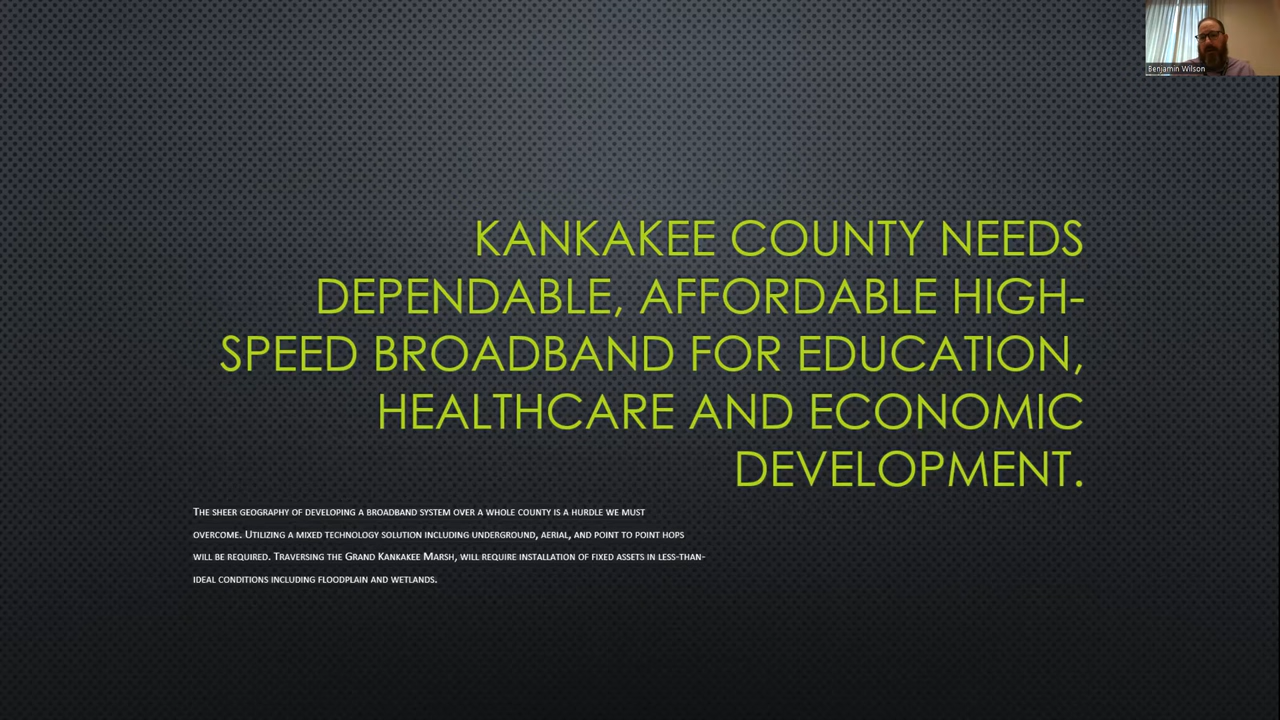 Benjamin Wilson
KANKAKEE COUNTY NEEDS
DEPENDABLE, AFFORDABLE HIGH-
SPEED BROADBAND FOR EDUCATION,
HEALTHCARE AND ECONOMIC
DEVELOPMENT.
The sheer geography of developing a broadband system over a whole county is a hurdle we must
overcome. Utilizing a mixed technology solution including underground, aerial, and point to point hops
will be required. Traversing the Grand Kankakee Marsh, will require installation of fixed assets in less-than-
ideal conditions including floodplain and wetlands.